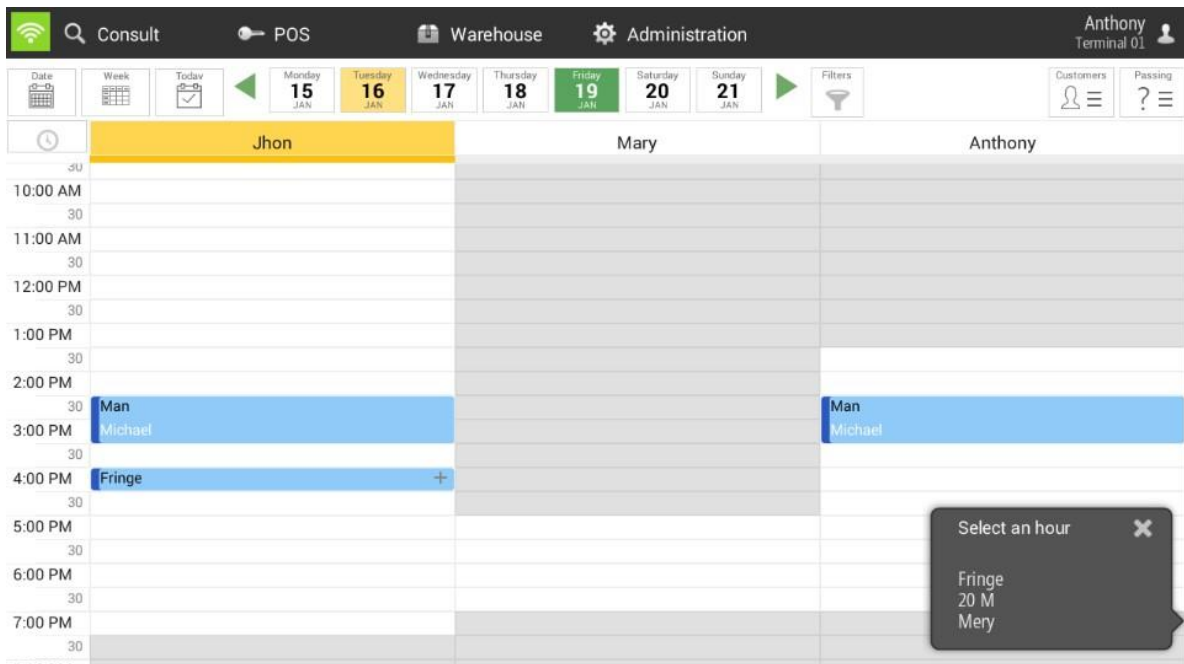 Consult
POS
Warehouse
Administration
Anthony
Terminal 01
Date
Week
Today
Monday
15
JAN
Tuesday
16
JAN
Wednesday
17
JAN
Thursday
18
JAN
Friday
19
JAN
Saturday
20
JAN
Sunday
21
JAN
Filters
Customers
Passing
Jhon
Mary
Anthony
30
10:00 AM
30
11:00 AM
30
12:00 PM
30
1:00 PM
30
2:00 PM
30
Man
Man
3:00 PM
Michael
Michael
30
4:00 PM
Fringe
30
5:00 PM
30
6:00 PM
30
7:00 PM
30
Select an hour
Fringe
20 M
Mery